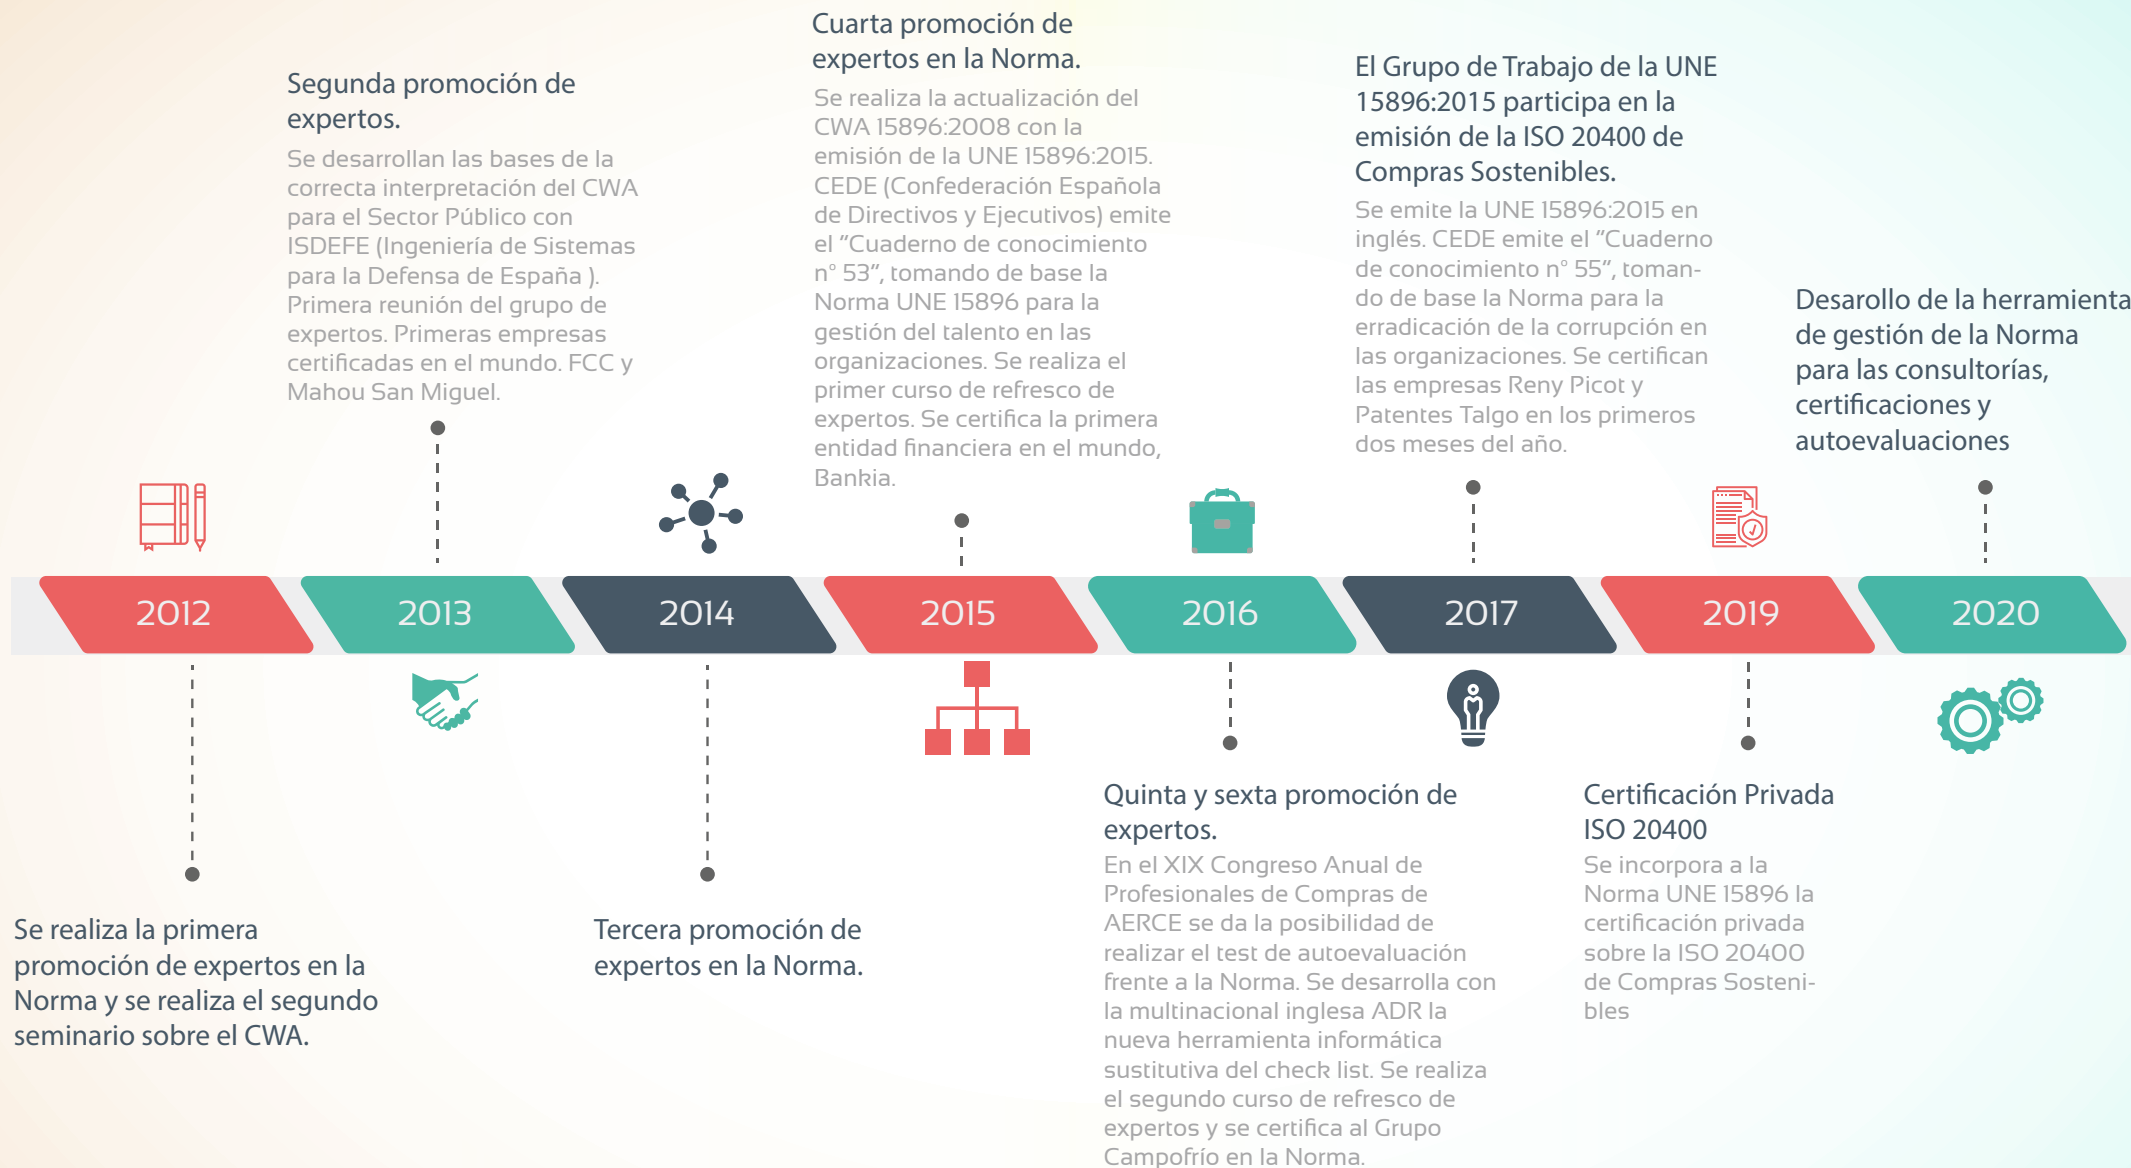 Segunda promoción de
expertos.
Se desarrollan las bases de la
correcta interpretación del CWA
para el Sector Público con
ISDEFE (Ingeniería de Sistemas
para la Defensa de España ).
Primera reunión del grupo de
expertos. Primeras empresas
certificadas en el mundo. FCC y
Mahou San Miguel.
Cuarta promoción de
expertos en la Norma.
Se realiza la actualización del
CWA 15896:2008 con la
emisión de la UNE 15896:2015.
CEDE (Confederación Española
de Directivos y Ejecutivos) emite
el "Cuaderno de conocimiento
n° 53", tomando de base la
Norma UNE 15896 para la
gestión del talento en las
organizaciones. Se realiza el
primer curso de refresco de
expertos. Se certifica la primera
entidad financiera en el mundo,
Bankia.
El Grupo de Trabajo de la UNE
15896:2015 participa en la
emisión de la ISO 20400 de
Compras Sostenibles.
Se emite la UNE 15896:2015 en
inglés. CEDE emite el "Cuaderno
de conocimiento n° 55", toman-
do de base la Norma para la
erradicación de la corrupción en
las organizaciones. Se certifican
las empresas Reny Picot y
Patentes Talgo en los primeros
dos meses del año.
Desarollo de la herramienta
de gestión de la Norma
para las consultorías,
certificaciones y
autoevaluaciones
2012
2013
2014
2015
2016
2017
2019
2020
Se realiza la primera
promoción de expertos en la
Norma y se realiza el segundo
seminario sobre el CWA.
Tercera promoción de
expertos en la Norma.
Quinta y sexta promoción de
expertos.
En el XIX Congreso Anual de
Profesionales de Compras de
AERCE se da la posibilidad de
realizar el test de autoevaluación
frente a la Norma. Se desarrolla con
la multinacional inglesa ADR la
nueva herramienta informática
sustitutiva del check list. Se realiza
el segundo curso de refresco de
expertos y se certifica al Grupo
Campofrío en la Norma.
Certificación Privada
ISO 20400
Se incorpora a la
Norma UNE 15896 la
certificación privada
sobre la ISO 20400
de Compras Sosteni-
bles